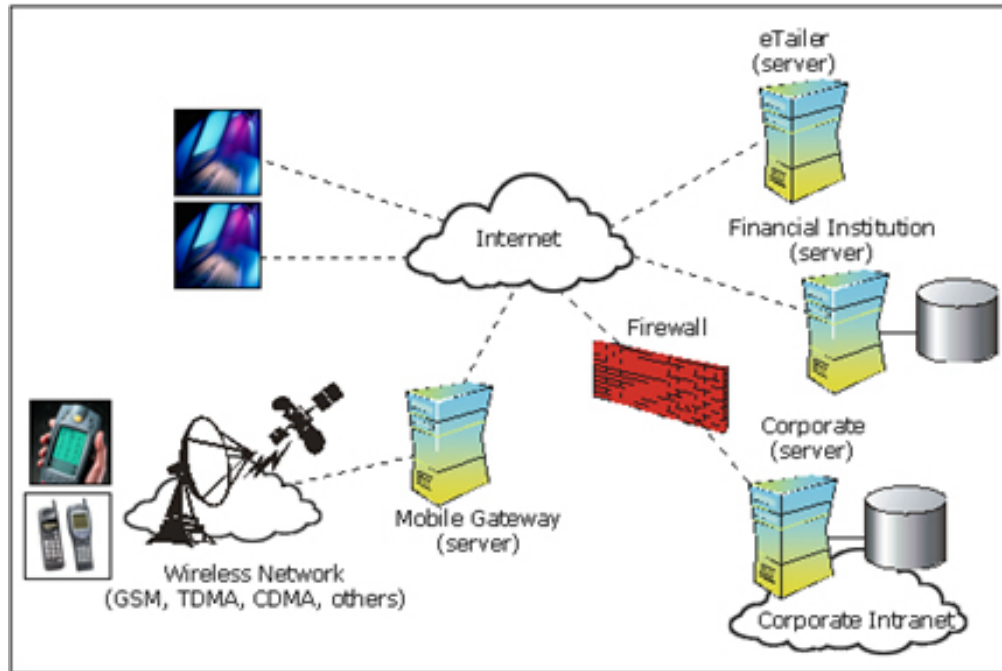 eTailer
(server)
Internet
Financial Institution
(server)
Firewall
Corporate
(server)
Mobile Gateway
(server)
Wireless Network
(GSM, TDMA, CDMA, others)
Corporate Intranet